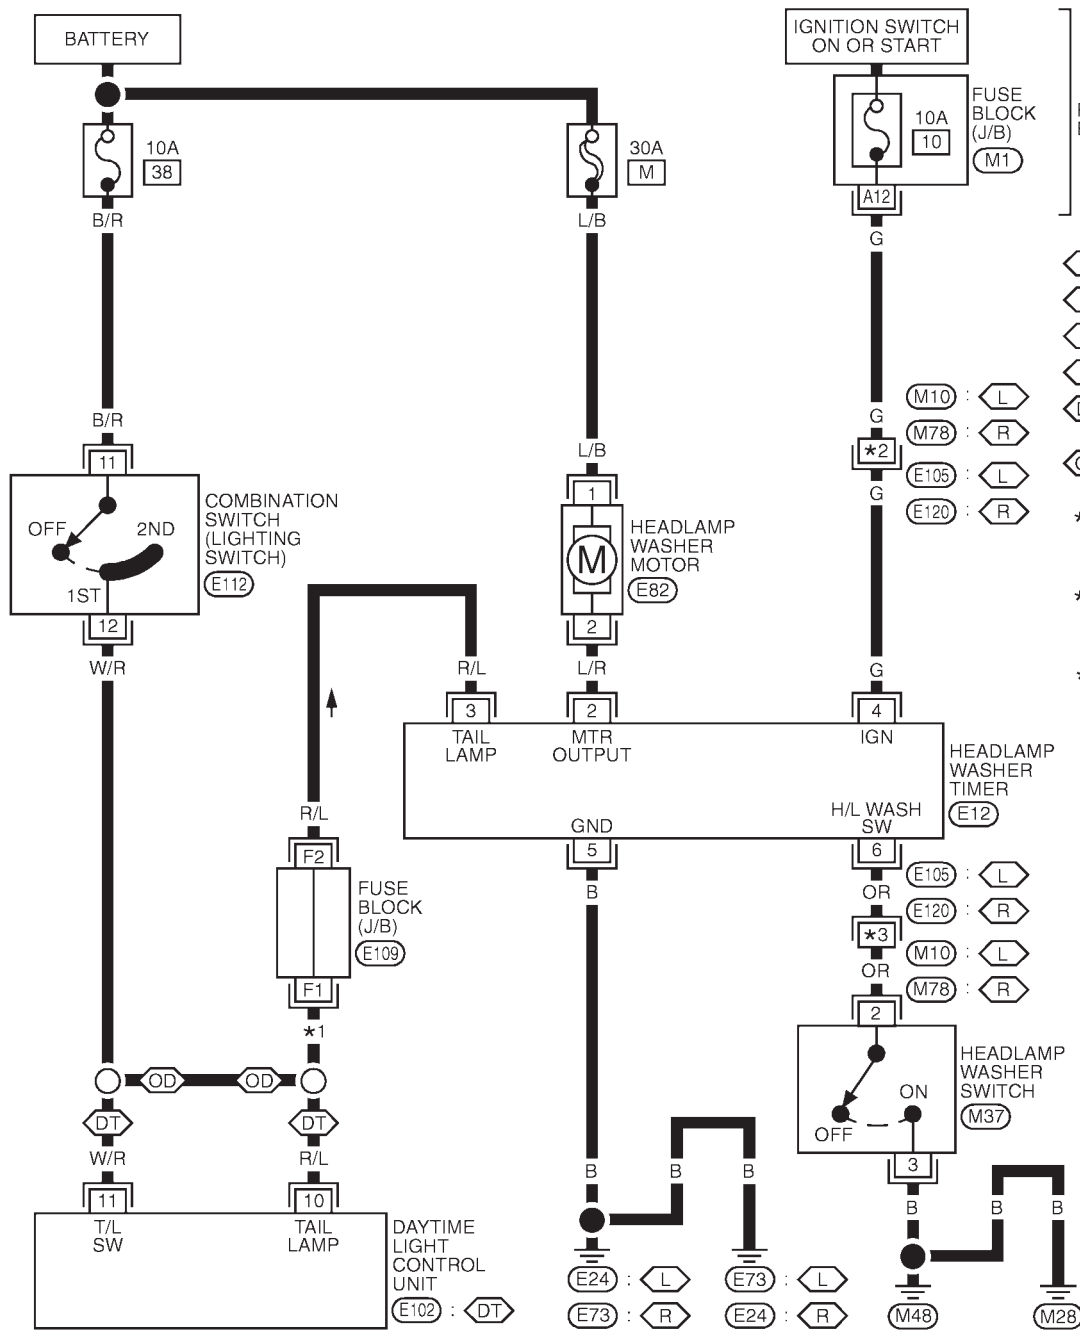 BATTERY
IGNITION SWITCH
ON OR START
10A
38
30A
M
10A
10
FUSE
BLOCK
(J/B)
M1
A12
B/R
L/B
G
B/R
L/B
G
M10 : L
M78 : R
*2
E105 : L
E120 : R
G
11
OFF
2ND
1ST
12
COMBINATION
SWITCH
(LIGHTING
SWITCH)
E112
W/R
1
M
2
HEADLAMP
WASHER
MOTOR
E82
R/L
L/R
G
3
2
4
TAIL
LAMP
MTR
OUTPUT
IGN
GND
H/L WASH
SW
HEADLAMP
WASHER
TIMER
E12
5
6
R/L
F2
FUSE
BLOCK
(J/B)
E109
F1
*1
B
OR
E105 : L
E120 : R
*3
M10 : L
M78 : R
OR
2
OFF
ON
HEADLAMP
WASHER
SWITCH
M37
3
OD
OD
DT
DT
W/R
R/L
11
10
T/L
SW
TAIL
LAMP
DAYTIME
LIGHT
CONTROL
UNIT
E102 : DT
B
B
B
E24 : L
E73 : R
E73 : L
E24 : R
B
B
B
M48
M28